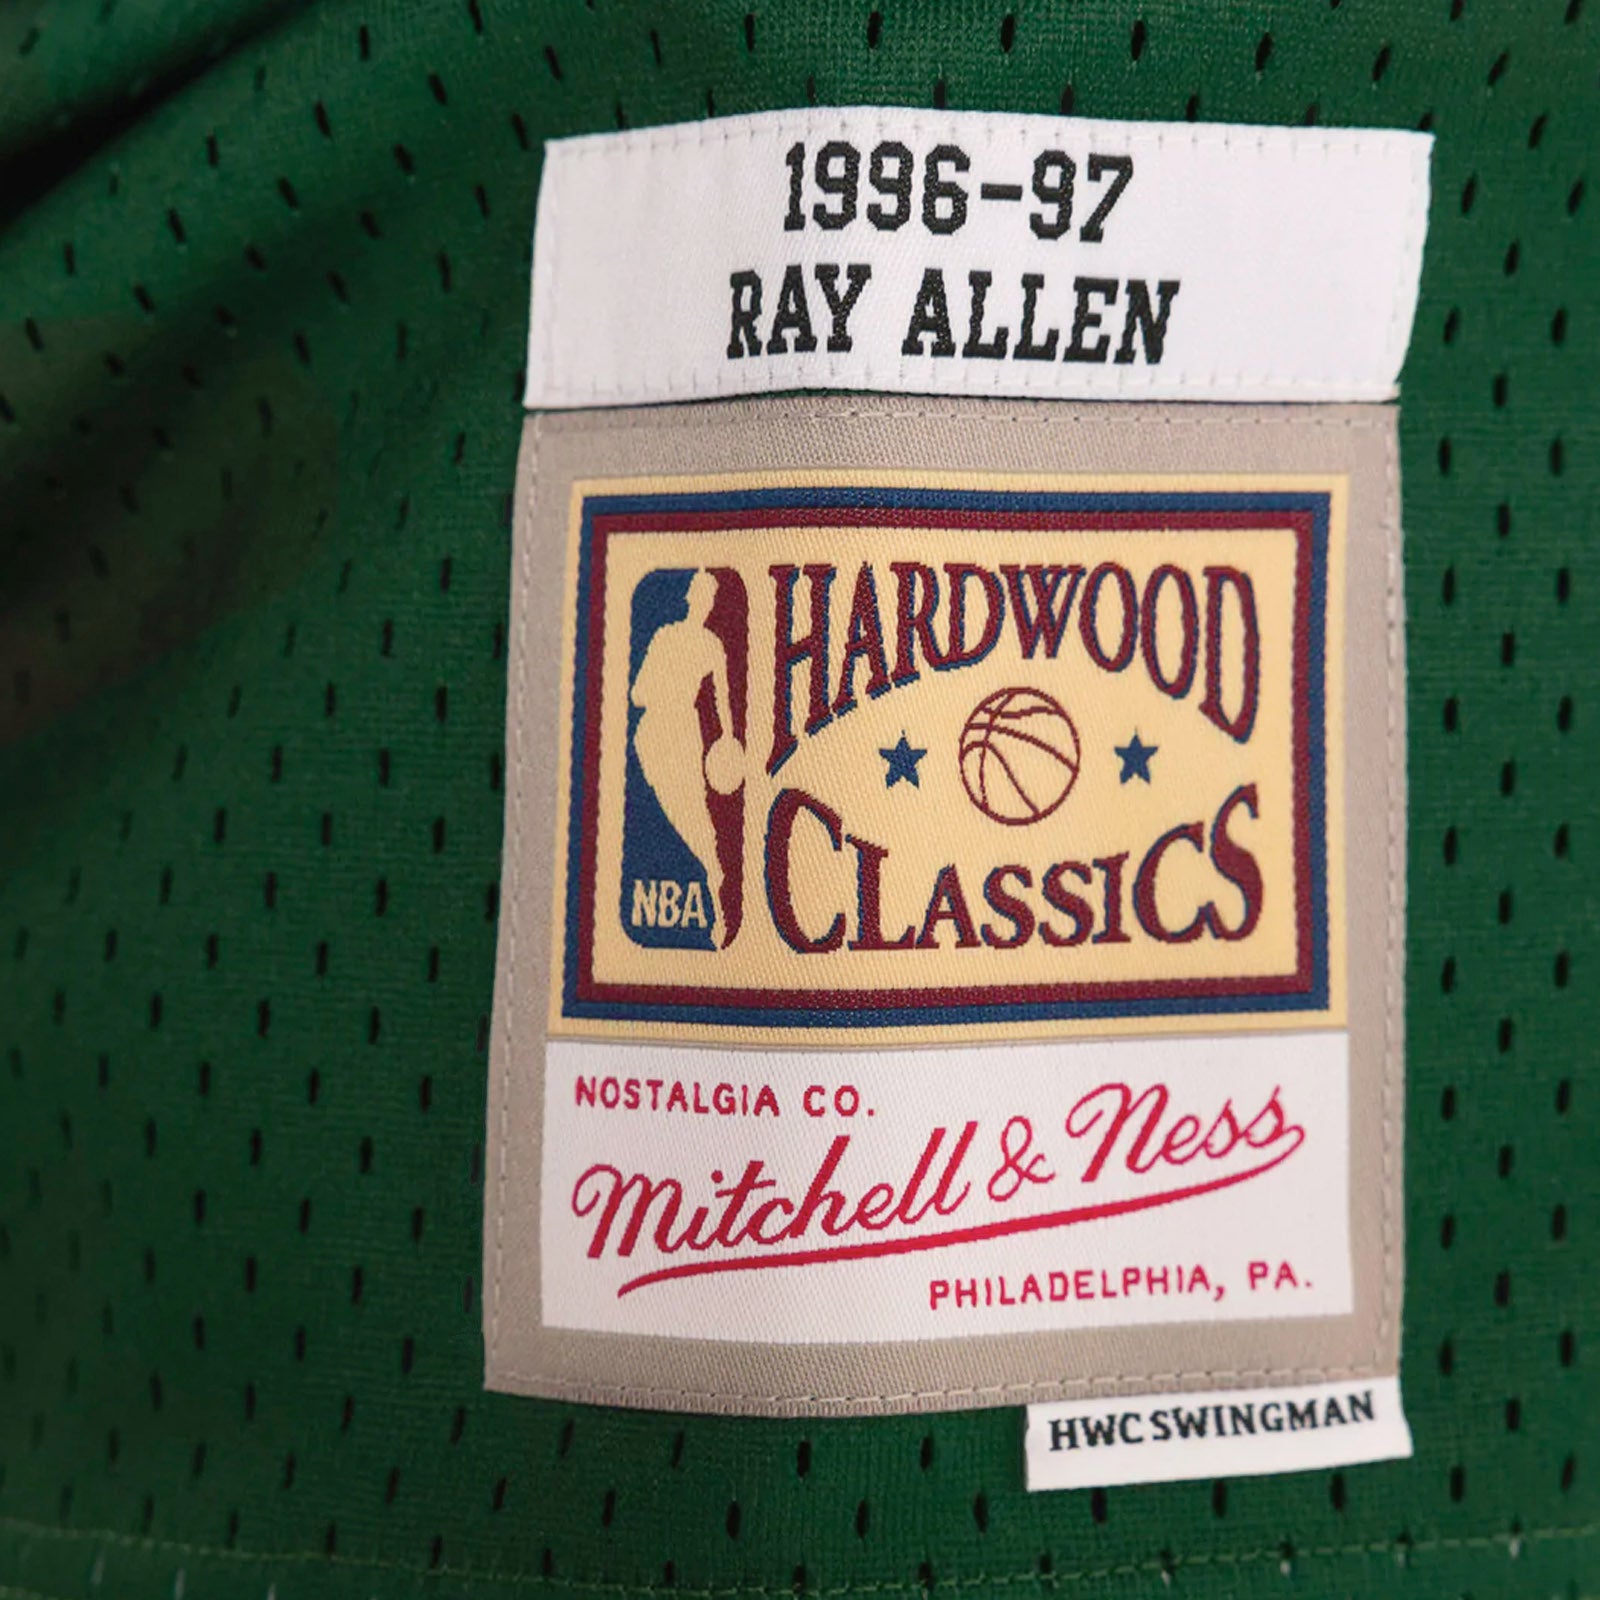 1996-97
RAY ALLEN
HARDWOOD
CLASSICS
NBA
NOSTALGIA CO.
Mitchell & Ness
PHILADELPHIA, PA.
HWC SWINGMAN